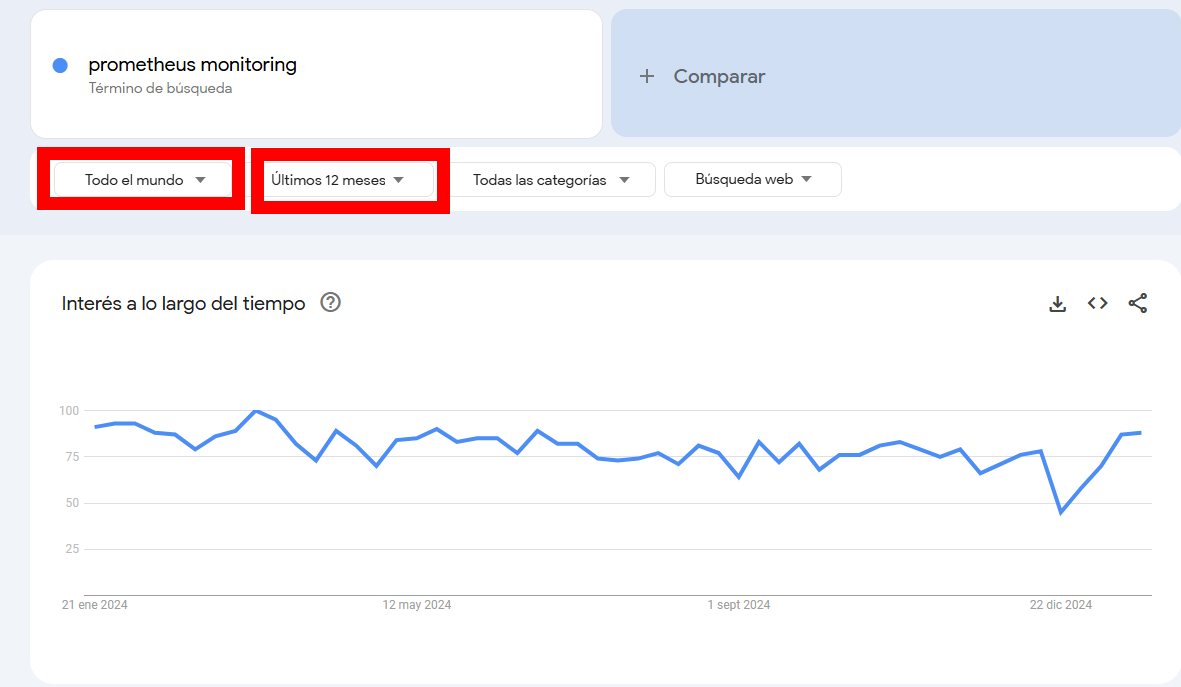 prometheus monitoring
Término de búsqueda
+ Comparar
Todo el mundo
Últimos 12 meses
Todas las categorías
Búsqueda web
Interés a lo largo del tiempo
100
75
50
25
21 ene 2024
12 may 2024
1 sept 2024
22 dic 2024